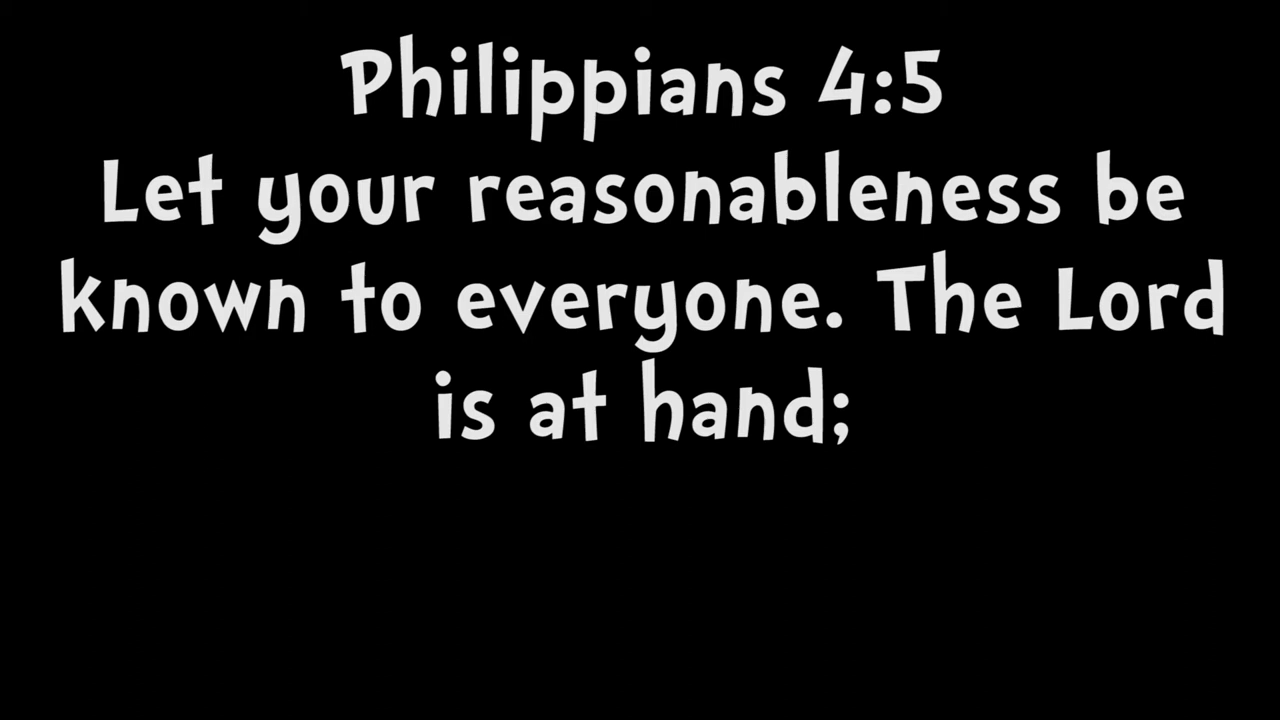 Philippians 4:5
Let your reasonableness be
known to everyone. The Lord
is at hand;